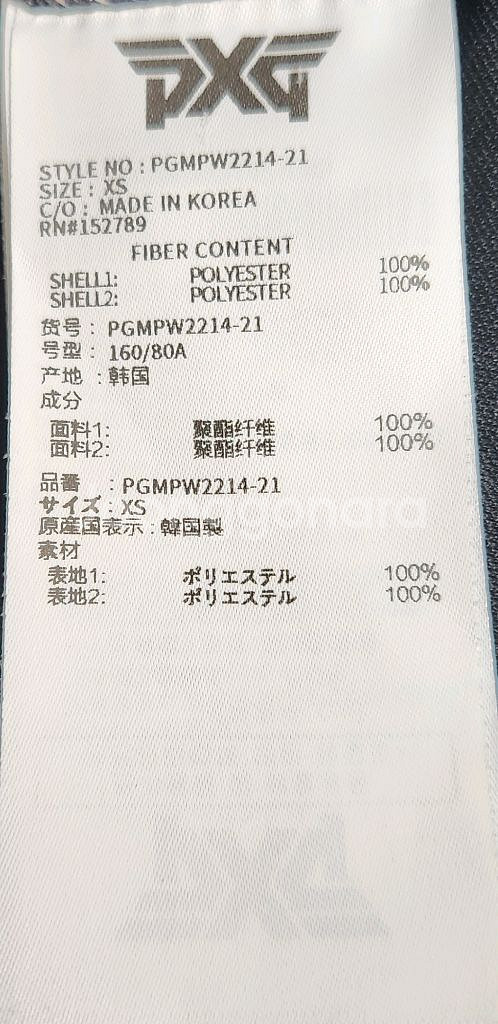 PXG
STYLE NO : PGMPW2214-21
SIZE : XS
C/O : MADE IN KOREA
RN#152789
FIBER CONTENT
SHELL1: POLYESTER 100%
SHELL2: POLYESTER 100%
货号 : PGMPW2214-21
号型 : 160/80A
产地 : 韩国
成分
面料1: 聚酯纤维 100%
面料2: 聚酯纤维 100%
品番 : PGMPW2214-21
サイズ : XS
原産国表示 : 韓国製
素材
表地1: ポリエステル 100%
表地2: ポリエステル 100%